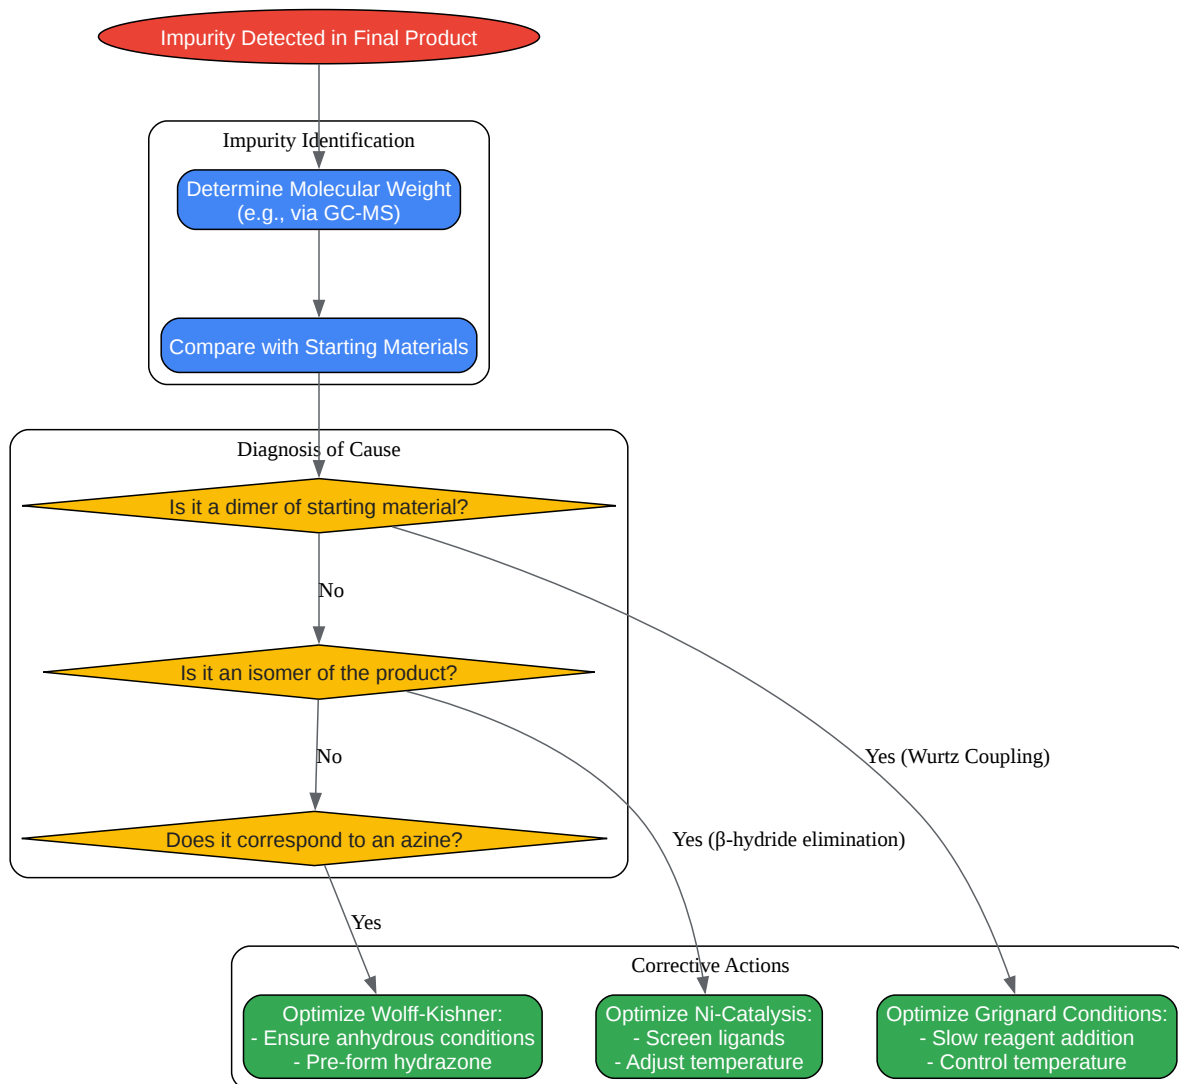 Impurity Detected in Final Product
Impurity Identification
Determine Molecular Weight
(e.g., via GC-MS)
Compare with Starting Materials
Diagnosis of Cause
Is it a dimer of starting material?
No
Is it an isomer of the product?
No
Yes (Wurtz Coupling)
Does it correspond to an azine?
Yes (β-hydride elimination)
Yes
Corrective Actions
Optimize Wolff-Kishner:
- Ensure anhydrous conditions
- Pre-form hydrazone
Optimize Ni-Catalysis:
- Screen ligands
- Adjust temperature
Optimize Grignard Conditions:
- Slow reagent addition
- Control temperature